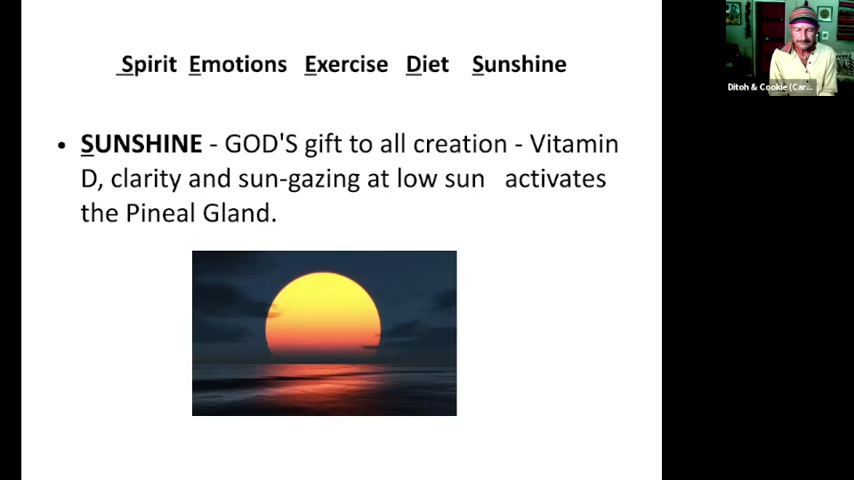 Spirit Emotions Exercise Diet Sunshine
• SUNSHINE - GOD'S gift to all creation - Vitamin
D, clarity and sun-gazing at low sun activates
the Pineal Gland.
Ditoh & Cookie (Car...